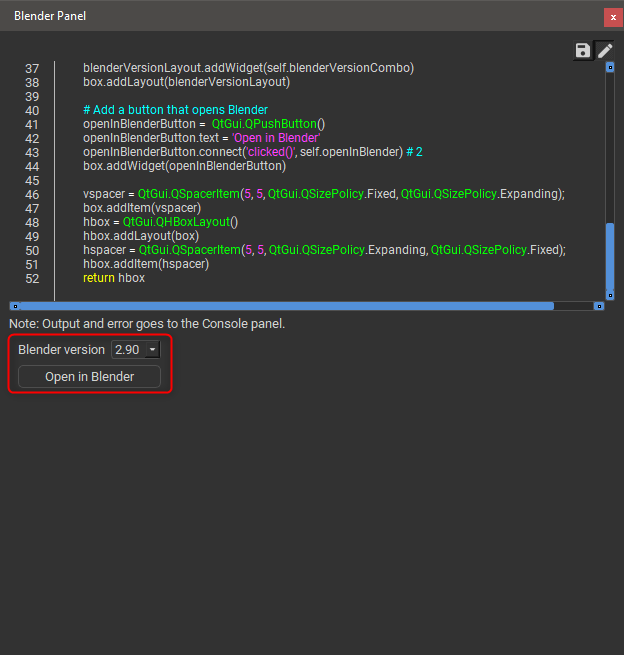 Blender Panel
x
37 blenderVersionLayout.addWidget(self.blenderVersionCombo)
38 box.addLayout(blenderVersionLayout)
39
40 # Add a button that opens Blender
41 openInBlenderButton =  QtGui.QPushButton()
42 openInBlenderButton.text = 'Open in Blender'
43 openInBlenderButton.connect('clicked()', self.openInBlender) # 2
44 box.addWidget(openInBlenderButton)
45
46 vspacer = QtGui.QSpacerItem(5, 5, QtGui.QSizePolicy.Fixed, QtGui.QSizePolicy.Expanding);
47 box.addItem(vspacer)
48 hbox = QtGui.QHBoxLayout()
49 hbox.addLayout(box)
50 hspacer = QtGui.QSpacerItem(5, 5, QtGui.QSizePolicy.Expanding, QtGui.QSizePolicy.Fixed);
51 hbox.addItem(hspacer)
52 return hbox
Note: Output and error goes to the Console panel.
Blender version 2.90
Open in Blender